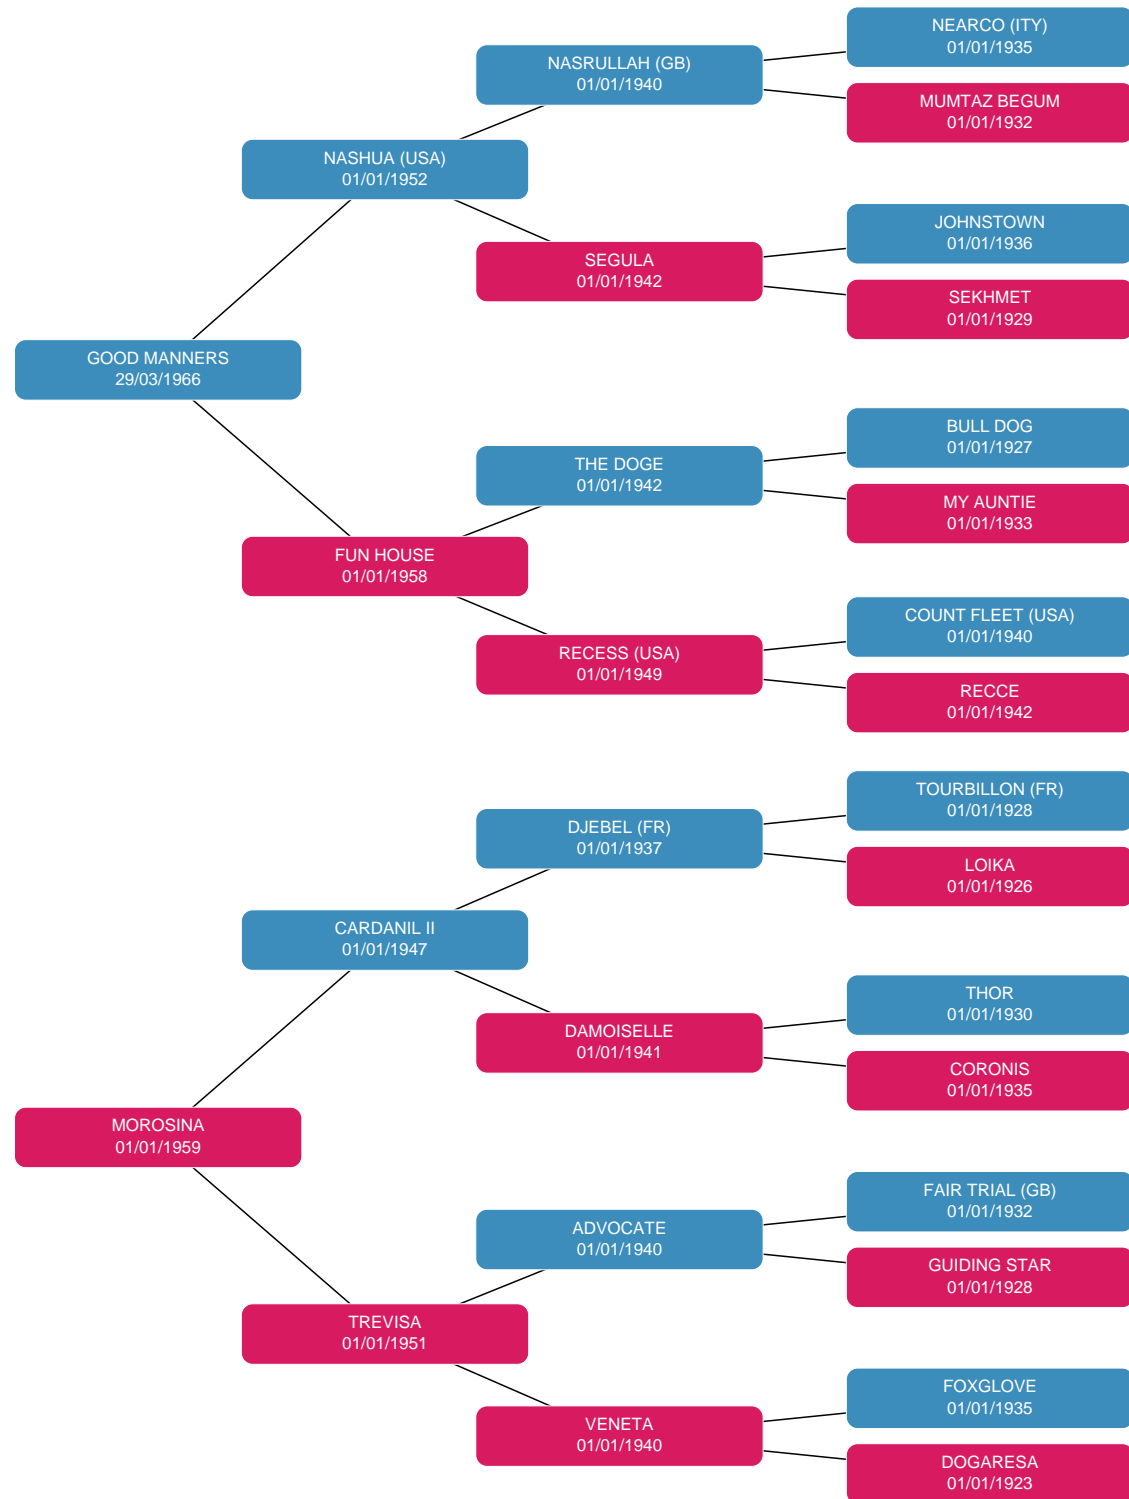 NEARCO (ITY)
01/01/1935
NASRULLAH (GB)
01/01/1940
MUMTAZ BEGUM
01/01/1932
NASHUA (USA)
01/01/1952
JOHNSTOWN
01/01/1936
SEGULA
01/01/1942
SEKHMET
01/01/1929
GOOD MANNERS
29/03/1966
BULL DOG
01/01/1927
THE DOGE
01/01/1942
MY AUNTIE
01/01/1933
FUN HOUSE
01/01/1958
COUNT FLEET (USA)
01/01/1940
RECESS (USA)
01/01/1949
RECCE
01/01/1942
TOURBILLON (FR)
01/01/1928
DJEBEL (FR)
01/01/1937
LOIKA
01/01/1926
CARDANIL II
01/01/1947
THOR
01/01/1930
DAMOISELLE
01/01/1941
CORONIS
01/01/1935
MOROSINA
01/01/1959
FAIR TRIAL (GB)
01/01/1932
ADVOCATE
01/01/1940
GUIDING STAR
01/01/1928
TREVISA
01/01/1951
FOXGLOVE
01/01/1935
VENETA
01/01/1940
DOGARESA
01/01/1923